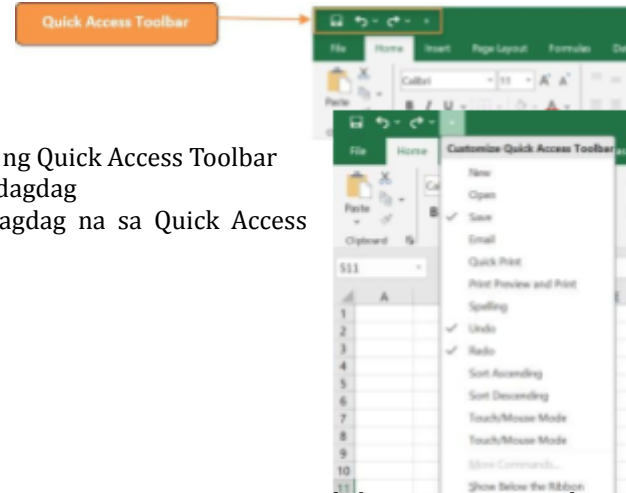 Quick Access Toolbar
File Home Insert Page Layout Formulas
Calibri 11 A A
Paste
B I U A
ng Quick Access Toolbar
dagdag
agdag na sa Quick Access
File Home
Customize Quick Access Toolbar
New
Open
Save
Email
Quick Print
Print Preview and Print
Spelling
Undo
Redo
Sort Ascending
Sort Descending
Touch/Mouse Mode
Touch/Mouse Mode
More Commands...
Show Below the Ribbon
Paste
B
Clipboard
S11
A
1
2
3
4
5
6
7
8
9
10
11